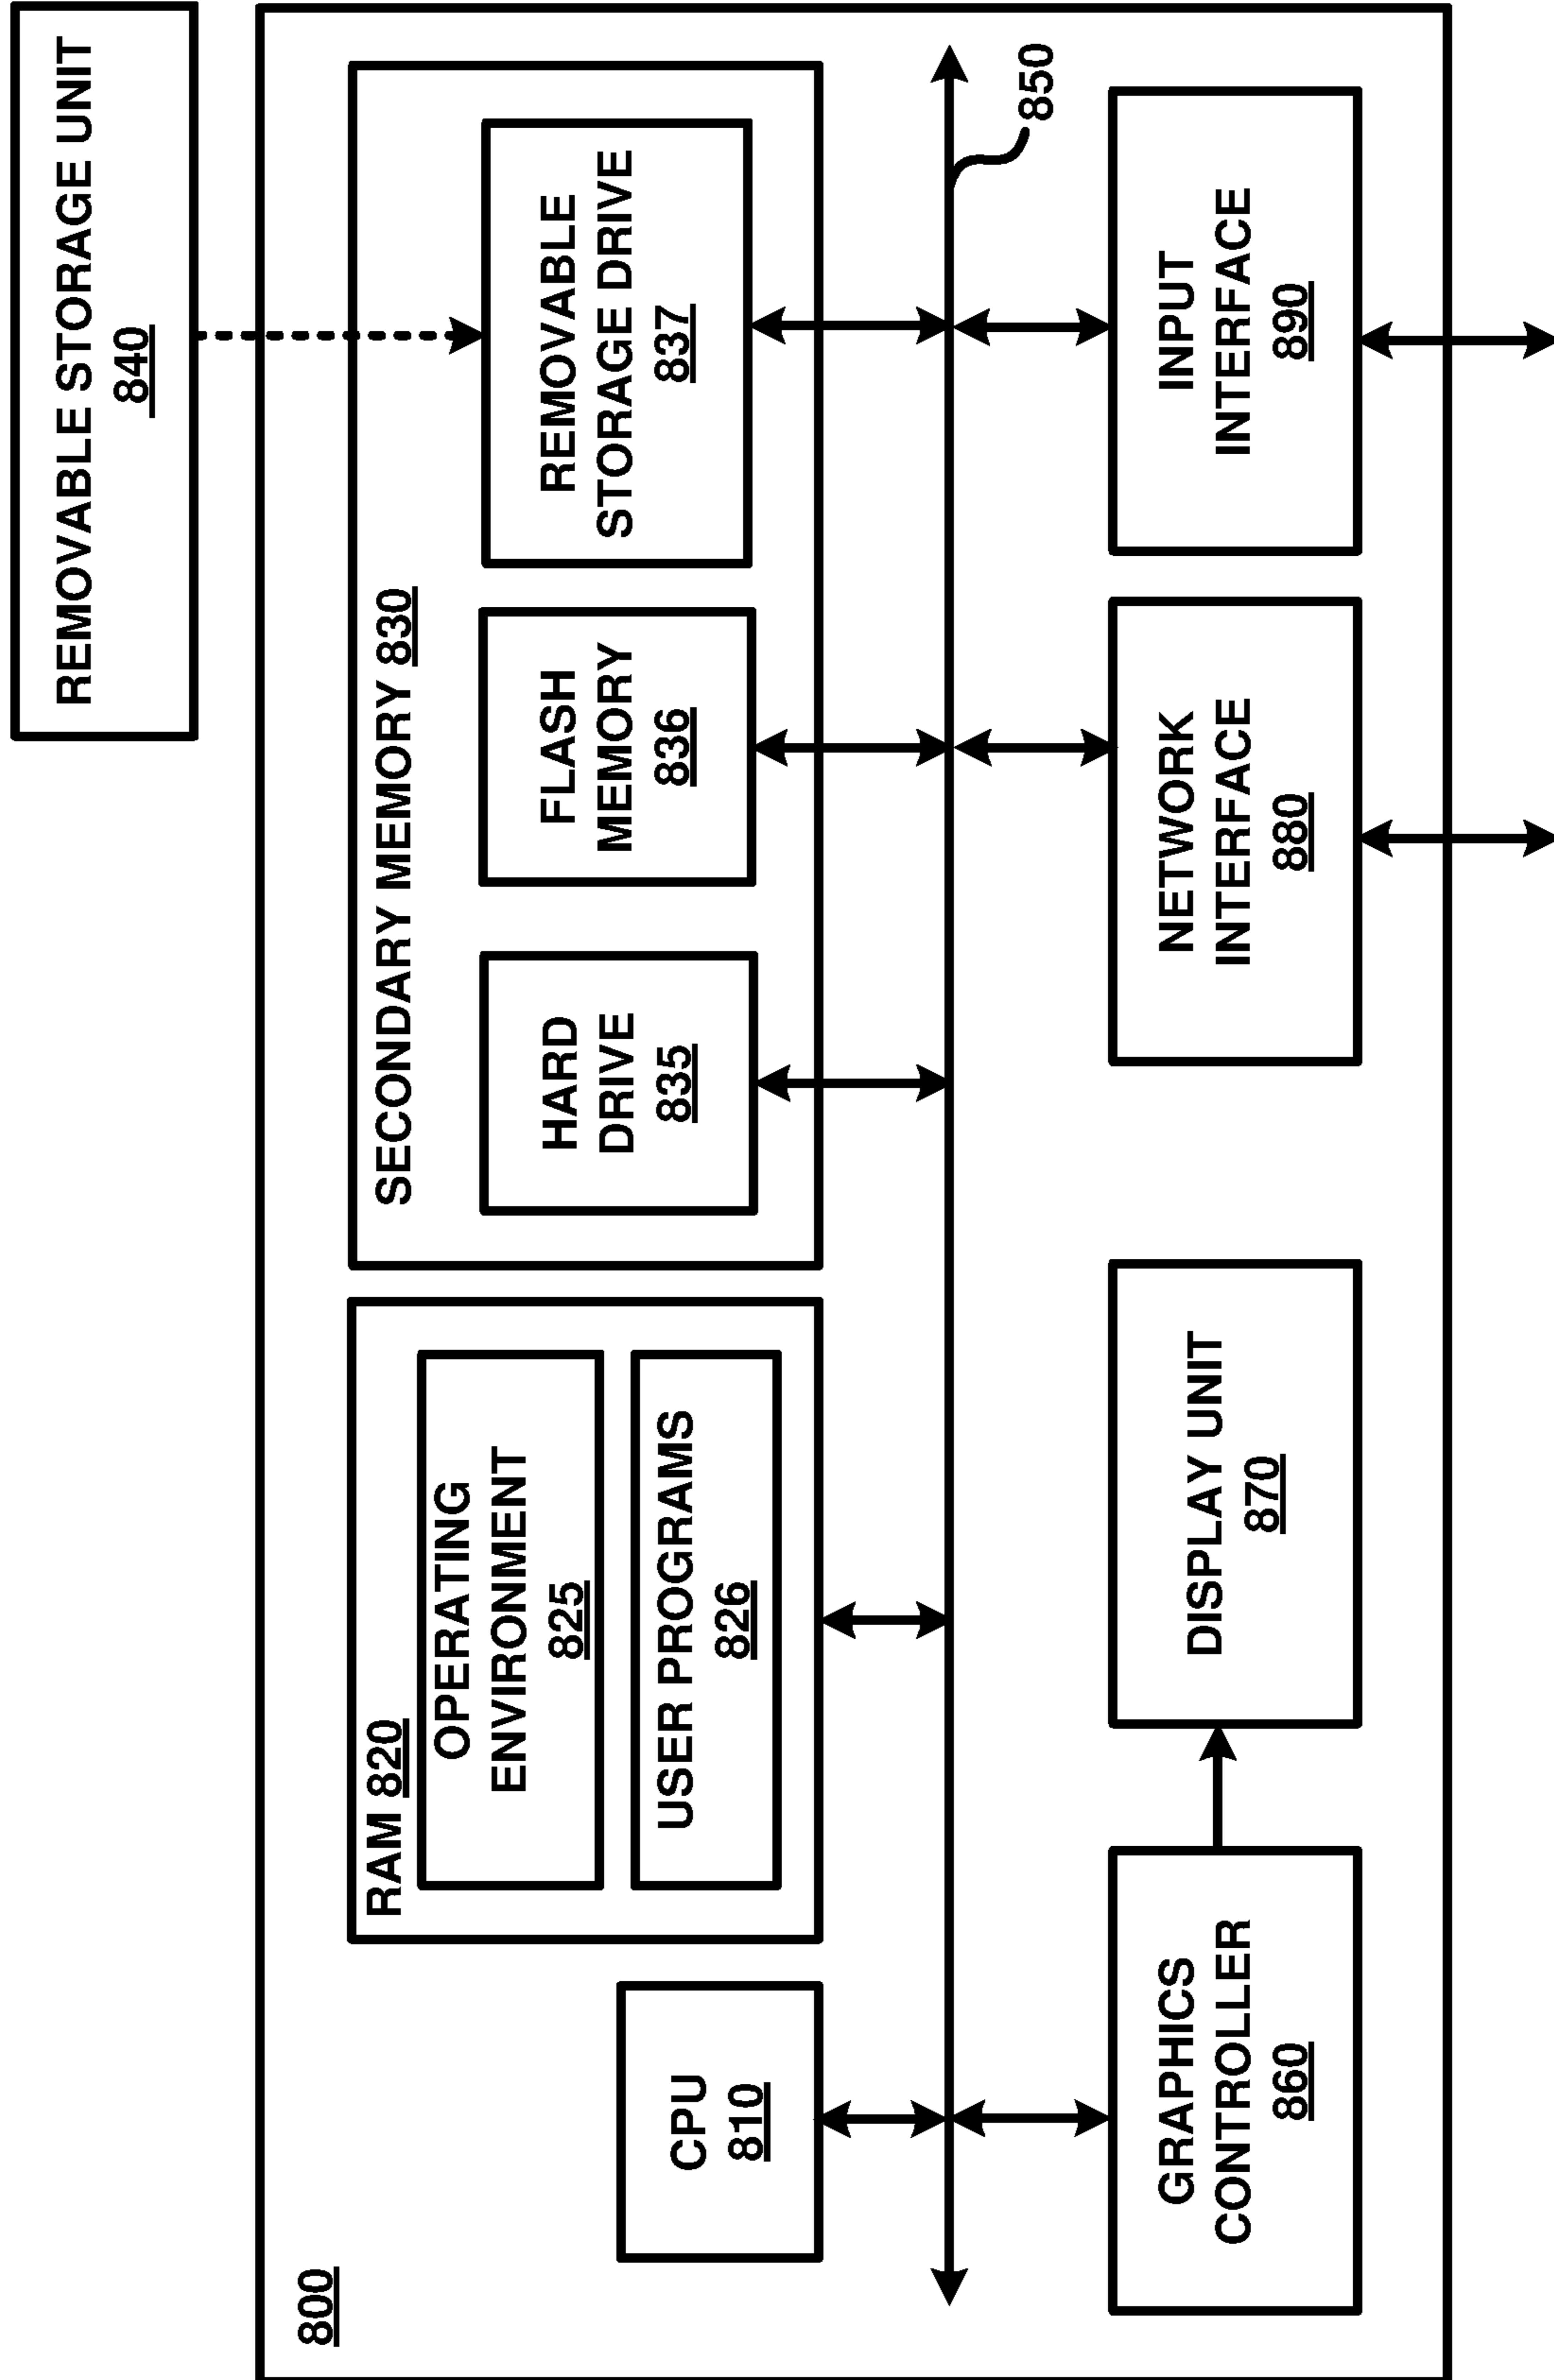 REMOVABLE STORAGE UNIT
840
800
RAM 820
OPERATING
ENVIRONMENT
825
USER PROGRAMS
826
SECONDARY MEMORY 830
HARD
DRIVE
835
FLASH
MEMORY
836
REMOVABLE
STORAGE DRIVE
837
CPU
810
850
GRAPHICS
CONTROLLER
860
DISPLAY UNIT
870
NETWORK
INTERFACE
880
INPUT
INTERFACE
890